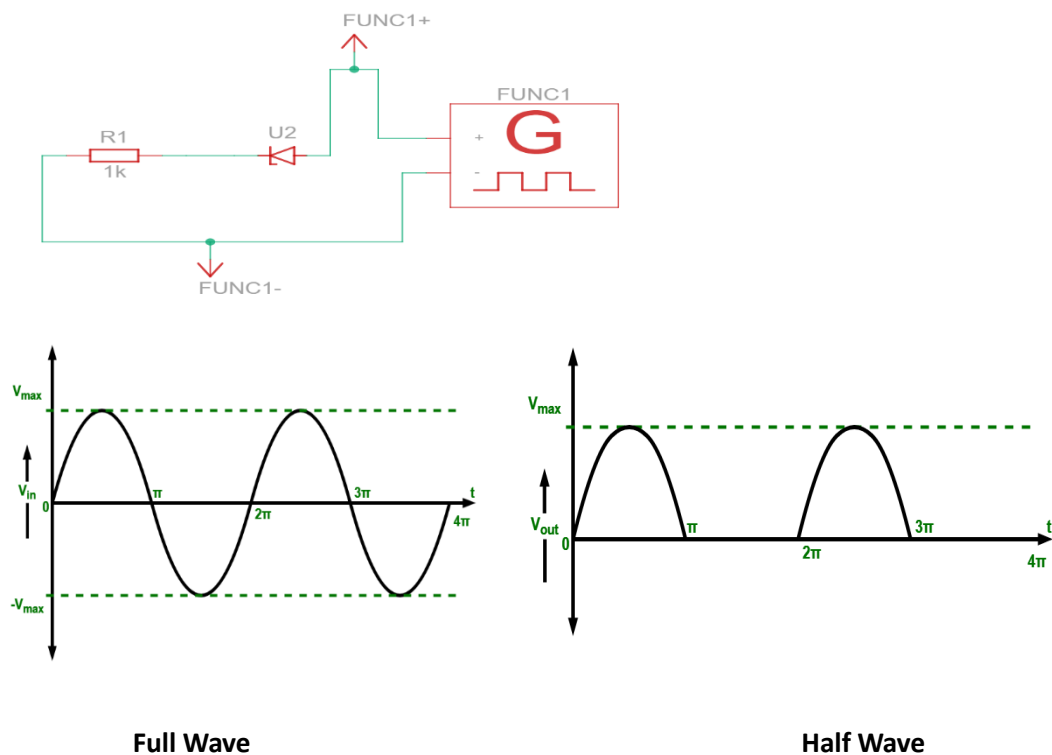 FUNC1+
FUNC1
G
+
-
R1
1k
U2
FUNC1-
Vmax
Vin
0
π
2π
3π
t
4π
-Vmax
Vmax
Vout
0
π
2π
3π
t
4π
Full Wave
Half Wave